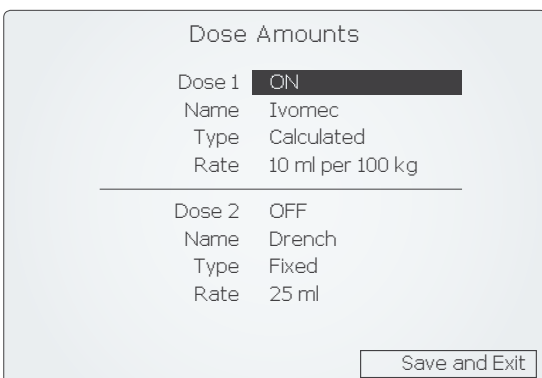 Dose Amounts
Dose 1 ON
Name Ivomec
Type Calculated
Rate 10 ml per 100 kg
Dose 2 OFF
Name Drench
Type Fixed
Rate 25 ml
Save and Exit